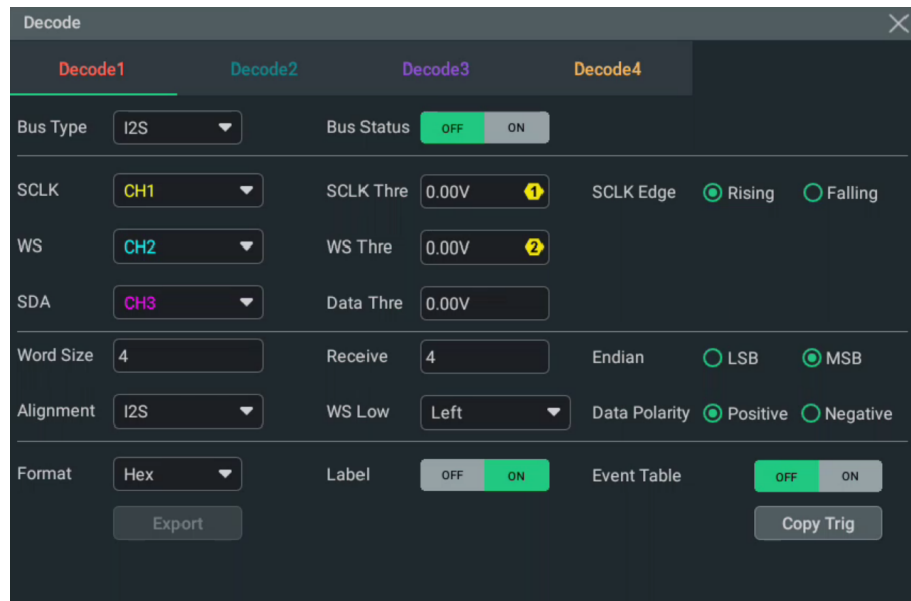 Decode
Decode1 Decode2 Decode3 Decode4
Bus Type I2S Bus Status OFF ON
SCLK CH1 SCLK Thre 0.00V 1 SCLK Edge Rising Falling
WS CH2 WS Thre 0.00V 2
SDA CH3 Data Thre 0.00V
Word Size 4 Receive 4 Endian LSB MSB
Alignment I2S WS Low Left Data Polarity Positive Negative
Format Hex Label OFF ON Event Table OFF ON
Export Copy Trig